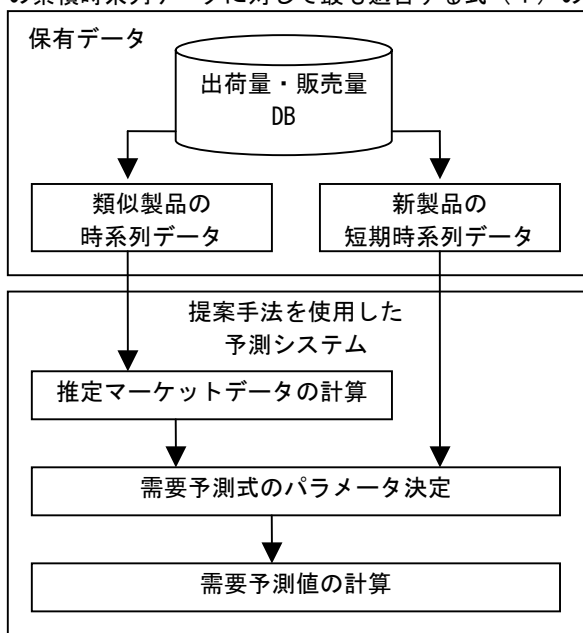 の累積時系列データに対して最も適合する式(1)の
保有データ
出荷量・販売量
DB
類似製品の
時系列データ
新製品の
短期時系列データ
提案手法を使用した
予測システム
推定マーケットデータの計算
需要予測式のパラメータ決定
需要予測値の計算